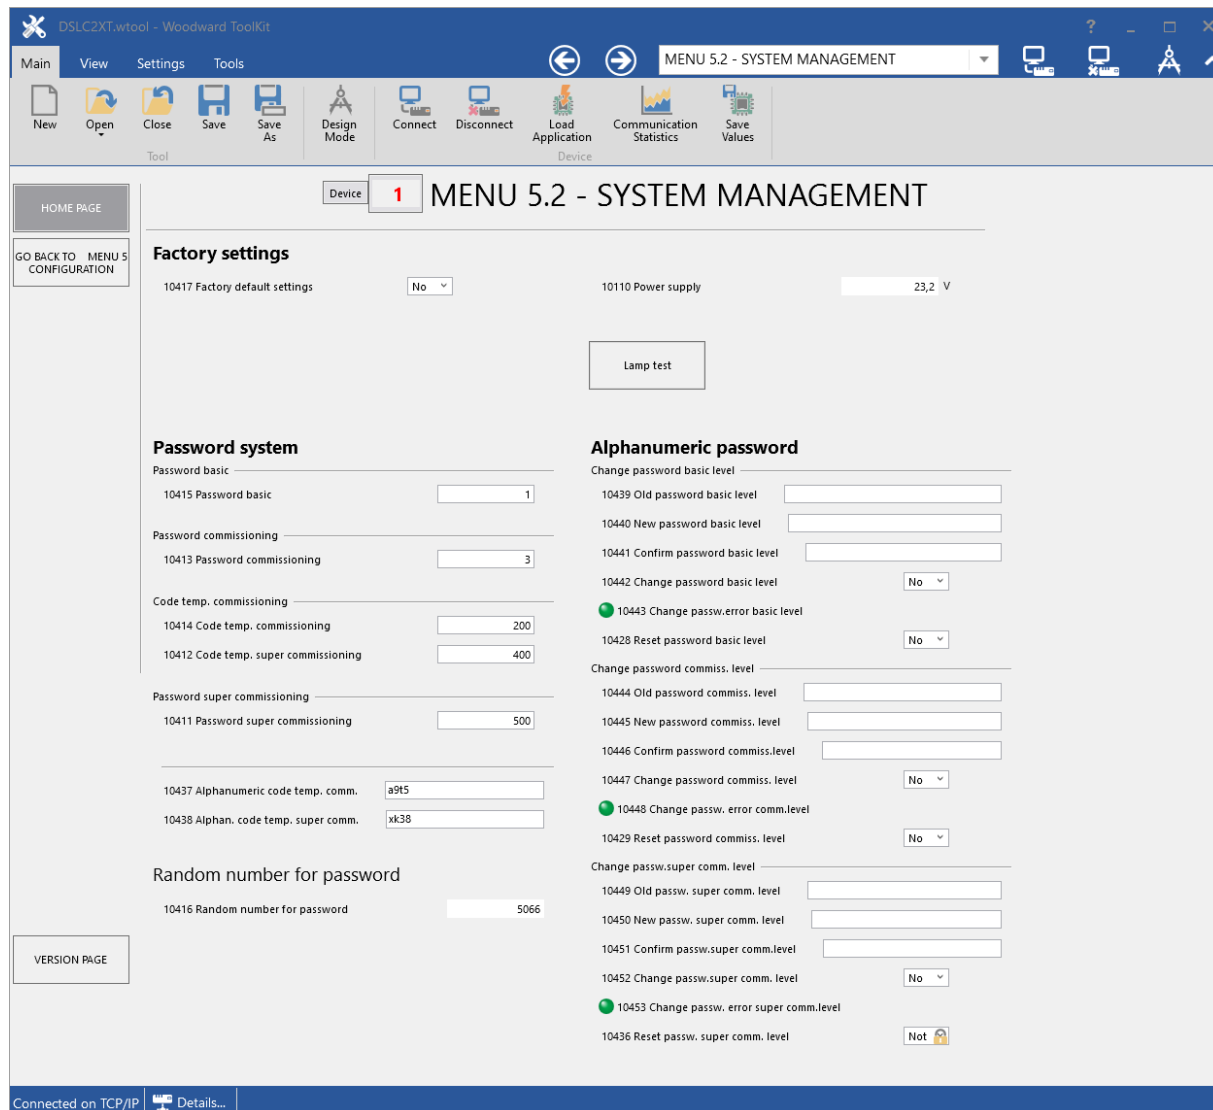 DSLC2XT.wtool - Woodward ToolKit
?
Main View Settings Tools
MENU 5.2 - SYSTEM MANAGEMENT
New Open Close Save Save As Design Mode Connect Disconnect Load Application Communication Statistics Save Values
Tool Device
HOME PAGE
Device 1 MENU 5.2 - SYSTEM MANAGEMENT
GO BACK TO MENU 5
CONFIGURATION
Factory settings
10417 Factory default settings No
10110 Power supply 23,2 V
Lamp test
Password system
Password basic
10415 Password basic 1
Password commissioning
10413 Password commissioning 3
Code temp. commissioning
10414 Code temp. commissioning 200
10412 Code temp. super commissioning 400
Password super commissioning
10411 Password super commissioning 500
10437 Alphanumeric code temp. comm. a9t5
10438 Alphan. code temp. super comm. xk38
Random number for password
10416 Random number for password 5066
VERSION PAGE
Alphanumeric password
Change password basic level
10439 Old password basic level
10440 New password basic level
10441 Confirm password basic level
10442 Change password basic level No
10443 Change passw.error basic level
10428 Reset password basic level No
Change password commiss. level
10444 Old password commiss. level
10445 New password commiss. level
10446 Confirm password commiss.level
10447 Change password commiss. level No
10448 Change passw. error comm.level
10429 Reset password commiss. level No
Change passw.super comm. level
10449 Old passw. super comm. level
10450 New passw. super comm. level
10451 Confirm passw.super comm.level
10452 Change passw.super comm. level No
10453 Change passw. error super comm.level
10436 Reset passw. super comm. level Not
Connected on TCP/IP Details...